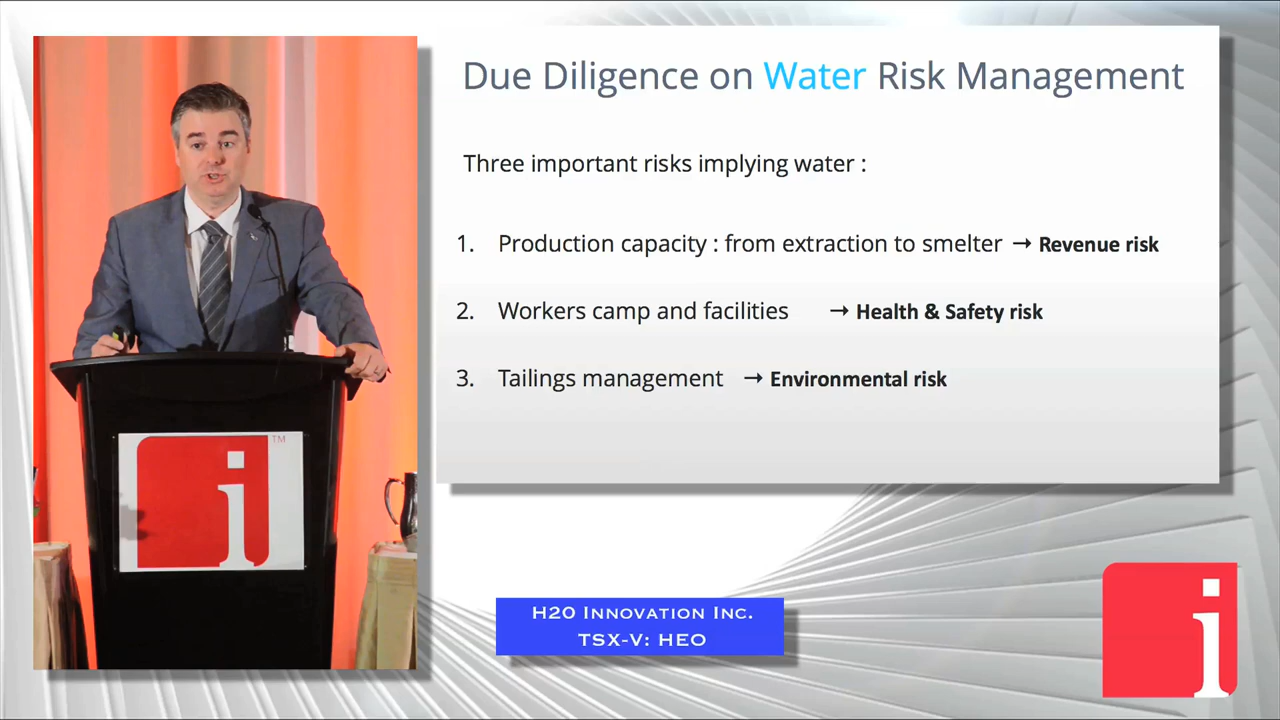 Due Diligence on Water Risk Management
Three important risks implying water :
1. Production capacity : from extraction to smelter → Revenue risk
2. Workers camp and facilities → Health & Safety risk
3. Tailings management → Environmental risk
i
TM
H20 Innovation Inc.
TSX-V: HEO
i